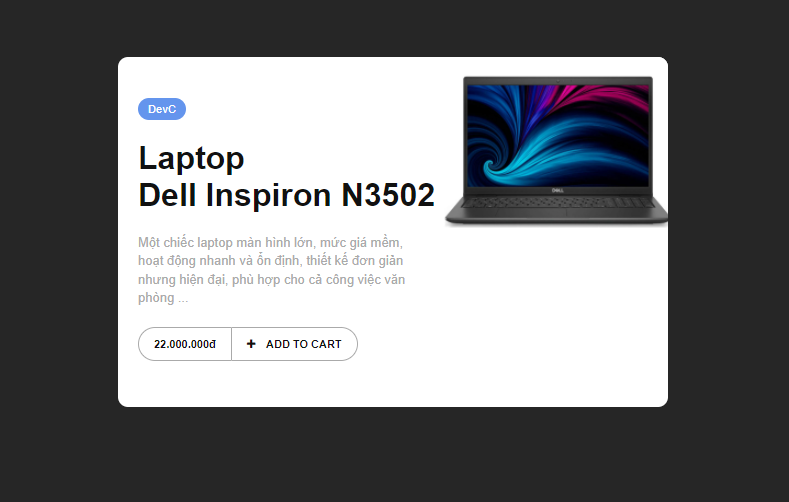 DevC
Laptop
Dell Inspiron N3502
Một chiếc laptop màn hình lớn, mức giá mềm,
hoạt động nhanh và ổn định, thiết kế đơn giản
nhưng hiện đại, phù hợp cho cả công việc văn
phòng ...
22.000.000đ
+ ADD TO CART
DELL